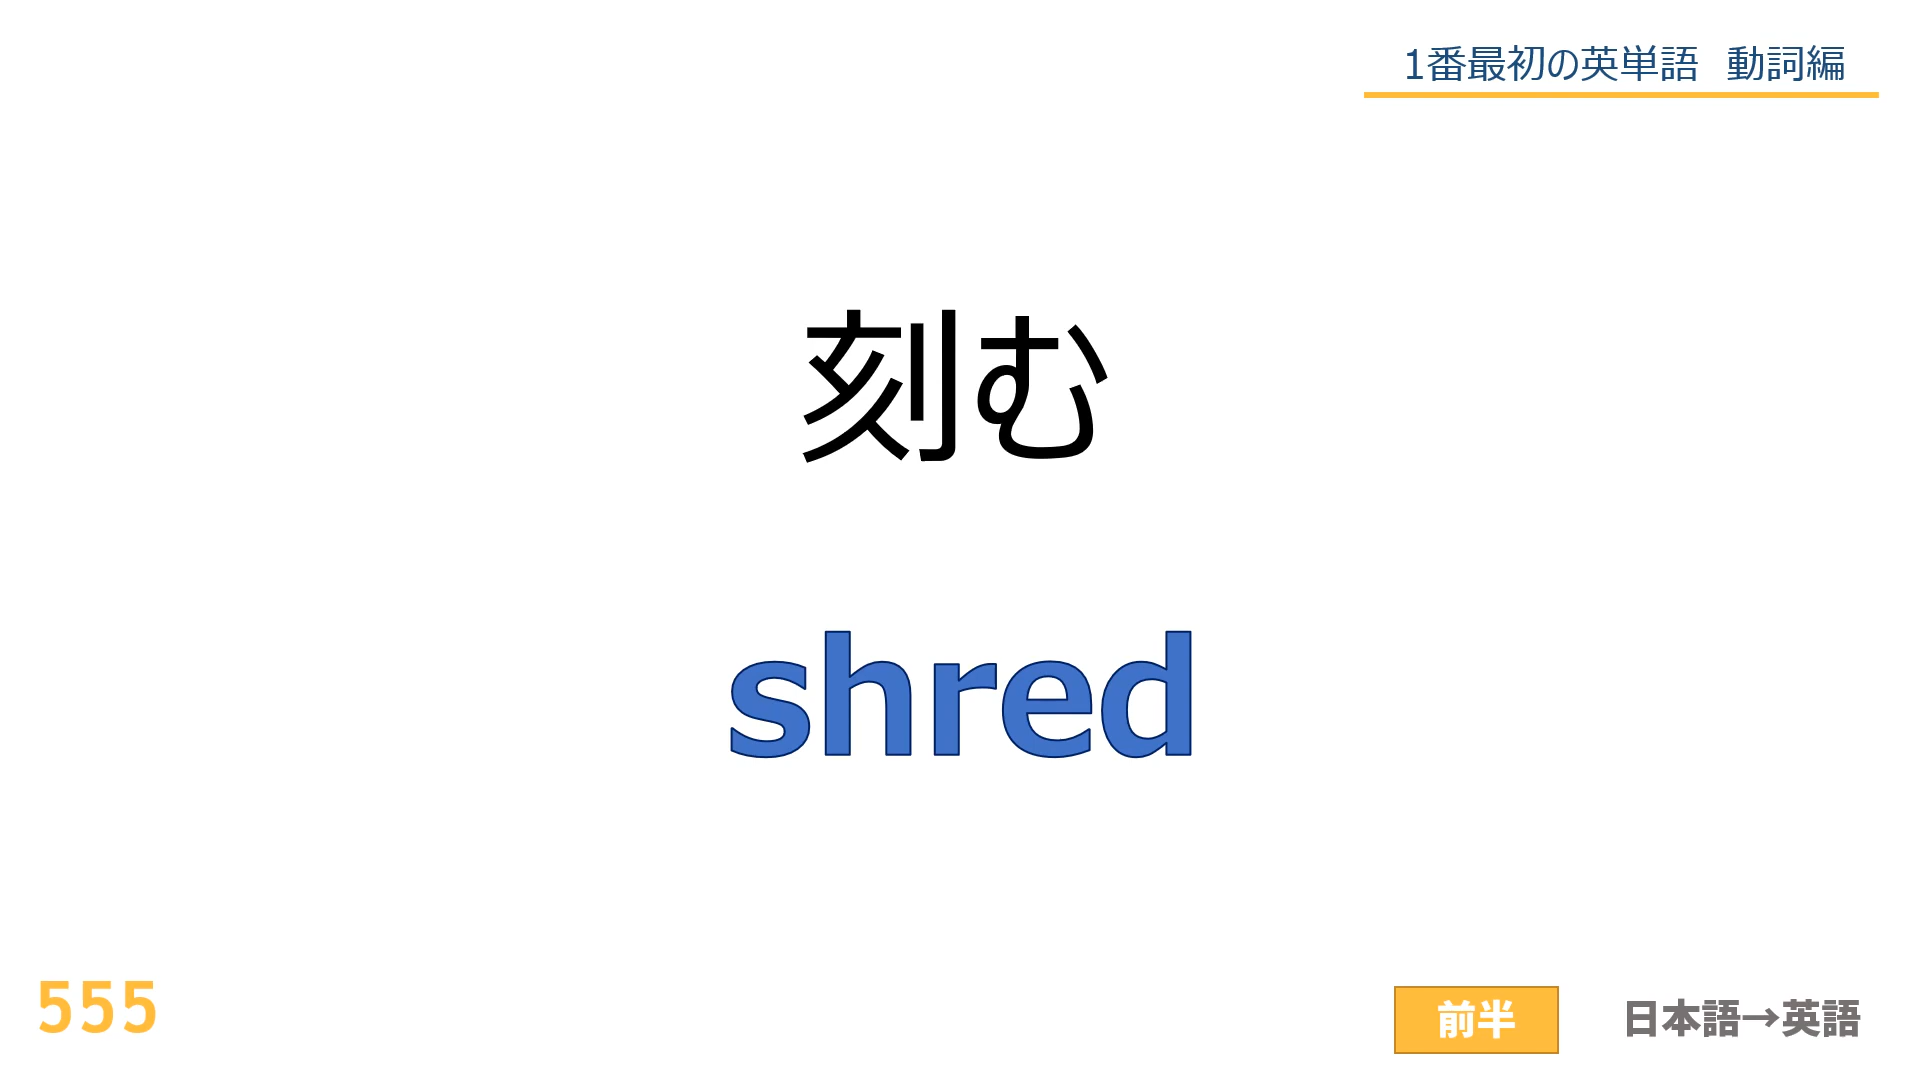 1番最初の英単語　動詞編
刻む
shred
555
前半
日本語→英語